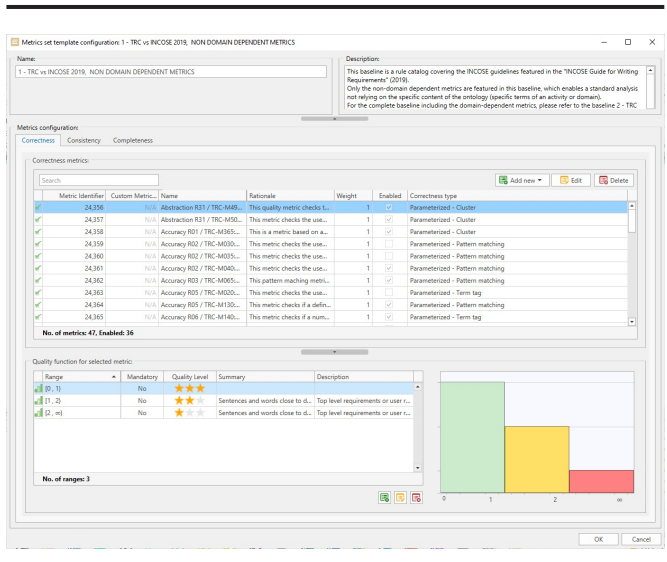 Metrics set template configuration: 1 - TRC vs INCOSE 2019, NON DOMAIN DEPENDENT METRICS
Name:
1 - TRC vs INCOSE 2019, NON DOMAIN DEPENDENT METRICS
Description:
This baseline is a rule catalog covering the INCOSE guidelines featured in the "INCOSE Guide for Writing
Requirements" (2019).
Only the non-domain dependent metrics are featured in this baseline, which enables a standard analysis
not relying on the specific content of the ontology (specific terms of an activity or domain).
For the complete baseline including the domain-dependent metrics, please refer to the baseline 2 - TRC
Metrics configuration:
Correctness Consistency Completeness
Correctness metrics:
Search Add new Edit Delete
Metric Identifier Custom Metric... Name Rationale Weight Enabled Correctness type
24,356 N/A Abstraction R31 / TRC-M49... This quality metric checks t... 1 Parameterized - Cluster
24,357 N/A Abstraction R31 / TRC-M50... This metric checks the use... 1 Parameterized - Cluster
24,358 N/A Accuracy R01 / TRC-M365:... This is a metric based on a... 1 Parameterized - Cluster
24,359 N/A Accuracy R02 / TRC-M030:... This metric checks the use... 1 Parameterized - Pattern matching
24,360 N/A Accuracy R02 / TRC-M035:... This metric checks the use... 1 Parameterized - Pattern matching
24,361 N/A Accuracy R02 / TRC-M040:... This metric checks the use... 1 Parameterized - Pattern matching
24,362 N/A Accuracy R03 / TRC-M065:... This pattern maching metri... 1 Parameterized - Pattern matching
24,363 N/A Accuracy R05 / TRC-M020:... This metric checks the use... 1 Parameterized - Term tag
24,364 N/A Accuracy R05 / TRC-M130:... This metric checks if a defin... 1 Parameterized - Pattern matching
24,365 N/A Accuracy R06 / TRC-M140:... This metric checks if a num... 1 Parameterized - Term tag
No. of metrics: 47, Enabled: 36
Quality function for selected metric:
Range Mandatory Quality Level Summary Description
[0 , 1) No
[1 , 2) No Sentences and words close to d... Top level requirements or user r...
[2 , ∞) No Sentences and words close to d... Top level requirements or user r...
No. of ranges: 3
0 1 2 ∞
OK Cancel